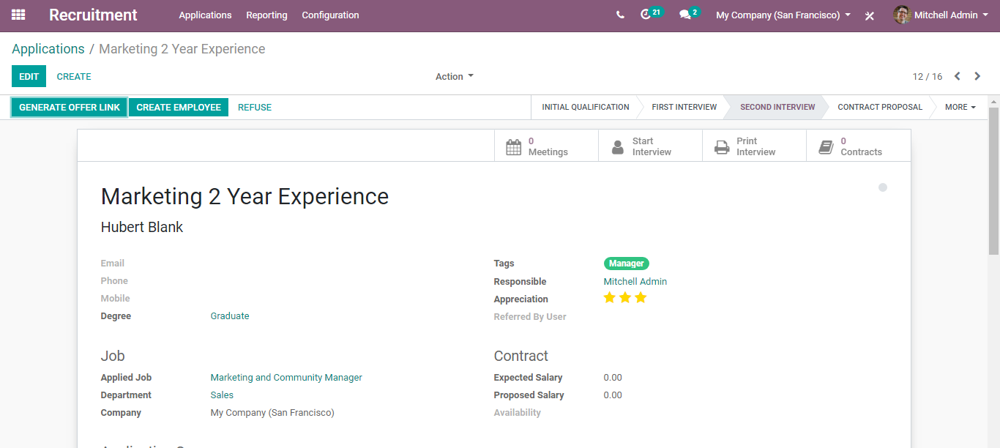 Recruitment Applications Reporting Configuration 21 2 My Company (San Francisco) Mitchell Admin
Applications / Marketing 2 Year Experience
EDIT CREATE Action 12 / 16
GENERATE OFFER LINK CREATE EMPLOYEE REFUSE INITIAL QUALIFICATION FIRST INTERVIEW SECOND INTERVIEW CONTRACT PROPOSAL MORE
0 Meetings Start Interview Print Interview 0 Contracts
Marketing 2 Year Experience
Hubert Blank
Email Tags Manager
Phone Responsible Mitchell Admin
Mobile Appreciation
Degree Graduate Referred By User
Job Contract
Applied Job Marketing and Community Manager Expected Salary 0.00
Department Sales Proposed Salary 0.00
Company My Company (San Francisco) Availability